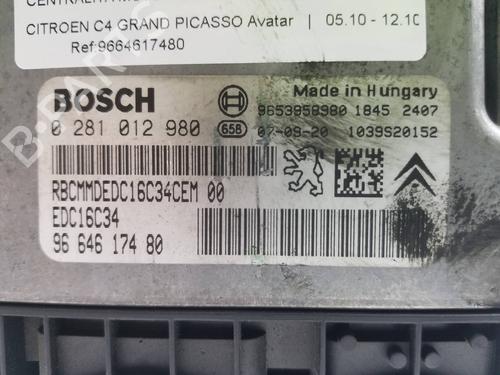 CITROEN C4 GRAND PICASSO Avatar | 05.10 - 12.10
Ref:9664617480
BOSCH
Made in Hungary
9653958980 1845 2407
0 281 012 980
658
07-09-20 1039S20152
RBCMMDEDC16C34CEM 00
EDC16C34
96 646 174 80